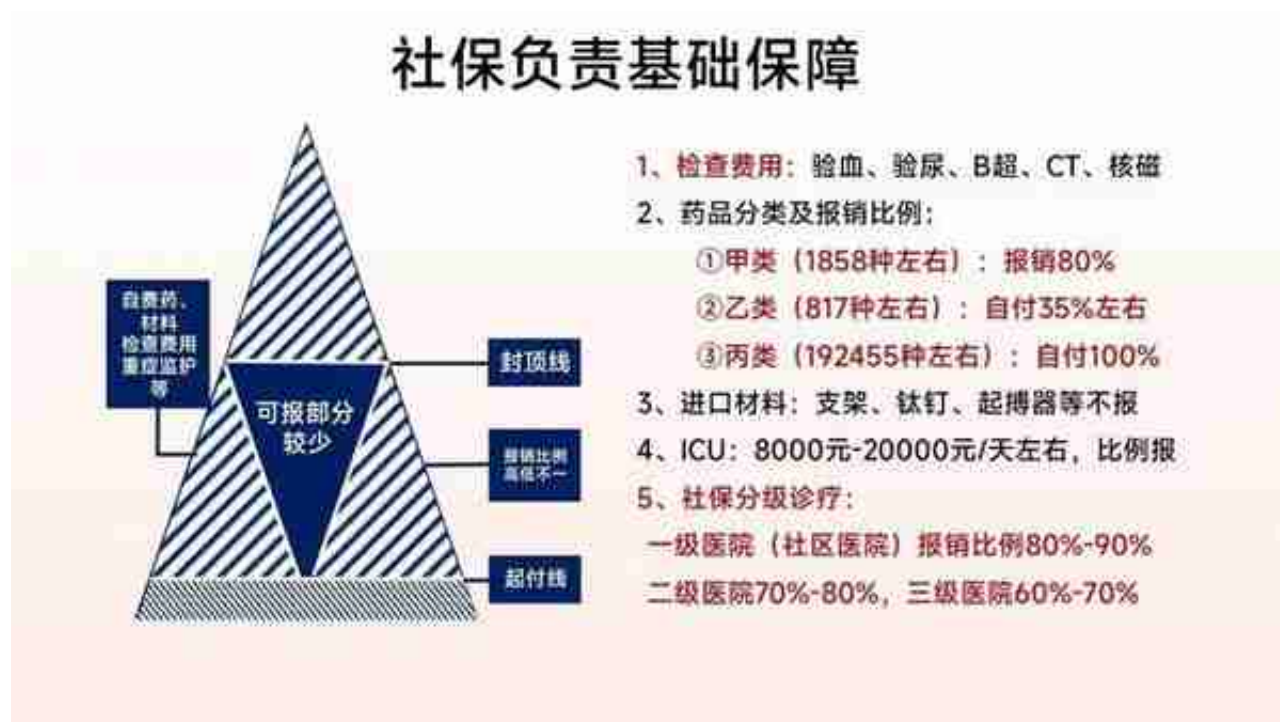 社保负责基础保障
自费药、
材料
检查费用
重症监护
等
可报部分
较少
封顶线
报销比例
高低不一
起付线
1、检查费用：验血、验尿、B超、CT、核磁
2、药品分类及报销比例：
①甲类（1858种左右）：报销80%
②乙类（817种左右）：自付35%左右
③丙类（192455种左右）：自付100%
3、进口材料：支架、钛钉、起搏器等不报
4、ICU：8000元-20000元/天左右，比例报
5、社保分级诊疗：
一级医院（社区医院）报销比例80%-90%
二级医院70%-80%，三级医院60%-70%